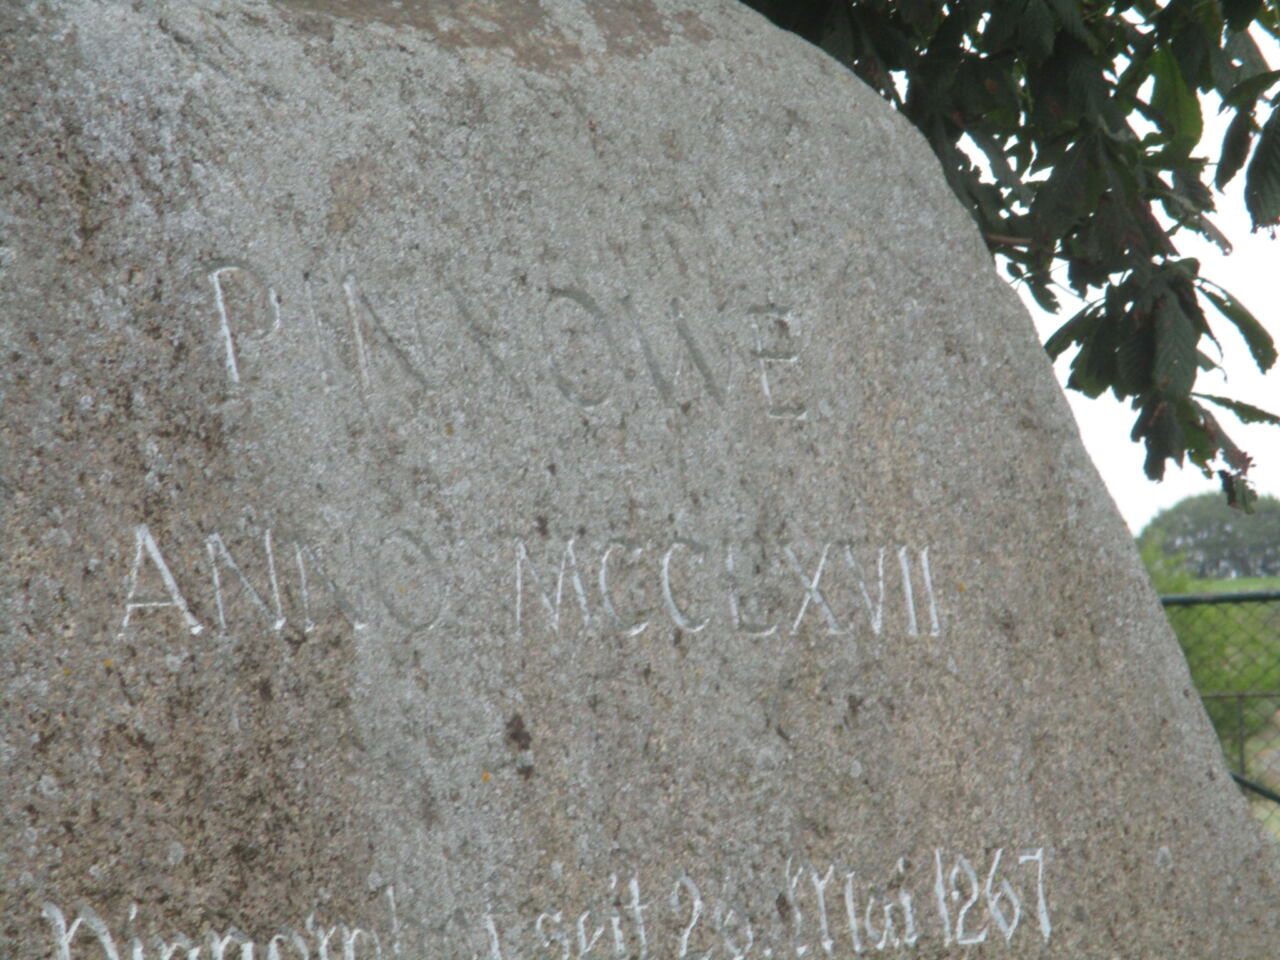 PINNOWE
ANNO MCCLXVII
seit 26. Mai 1267